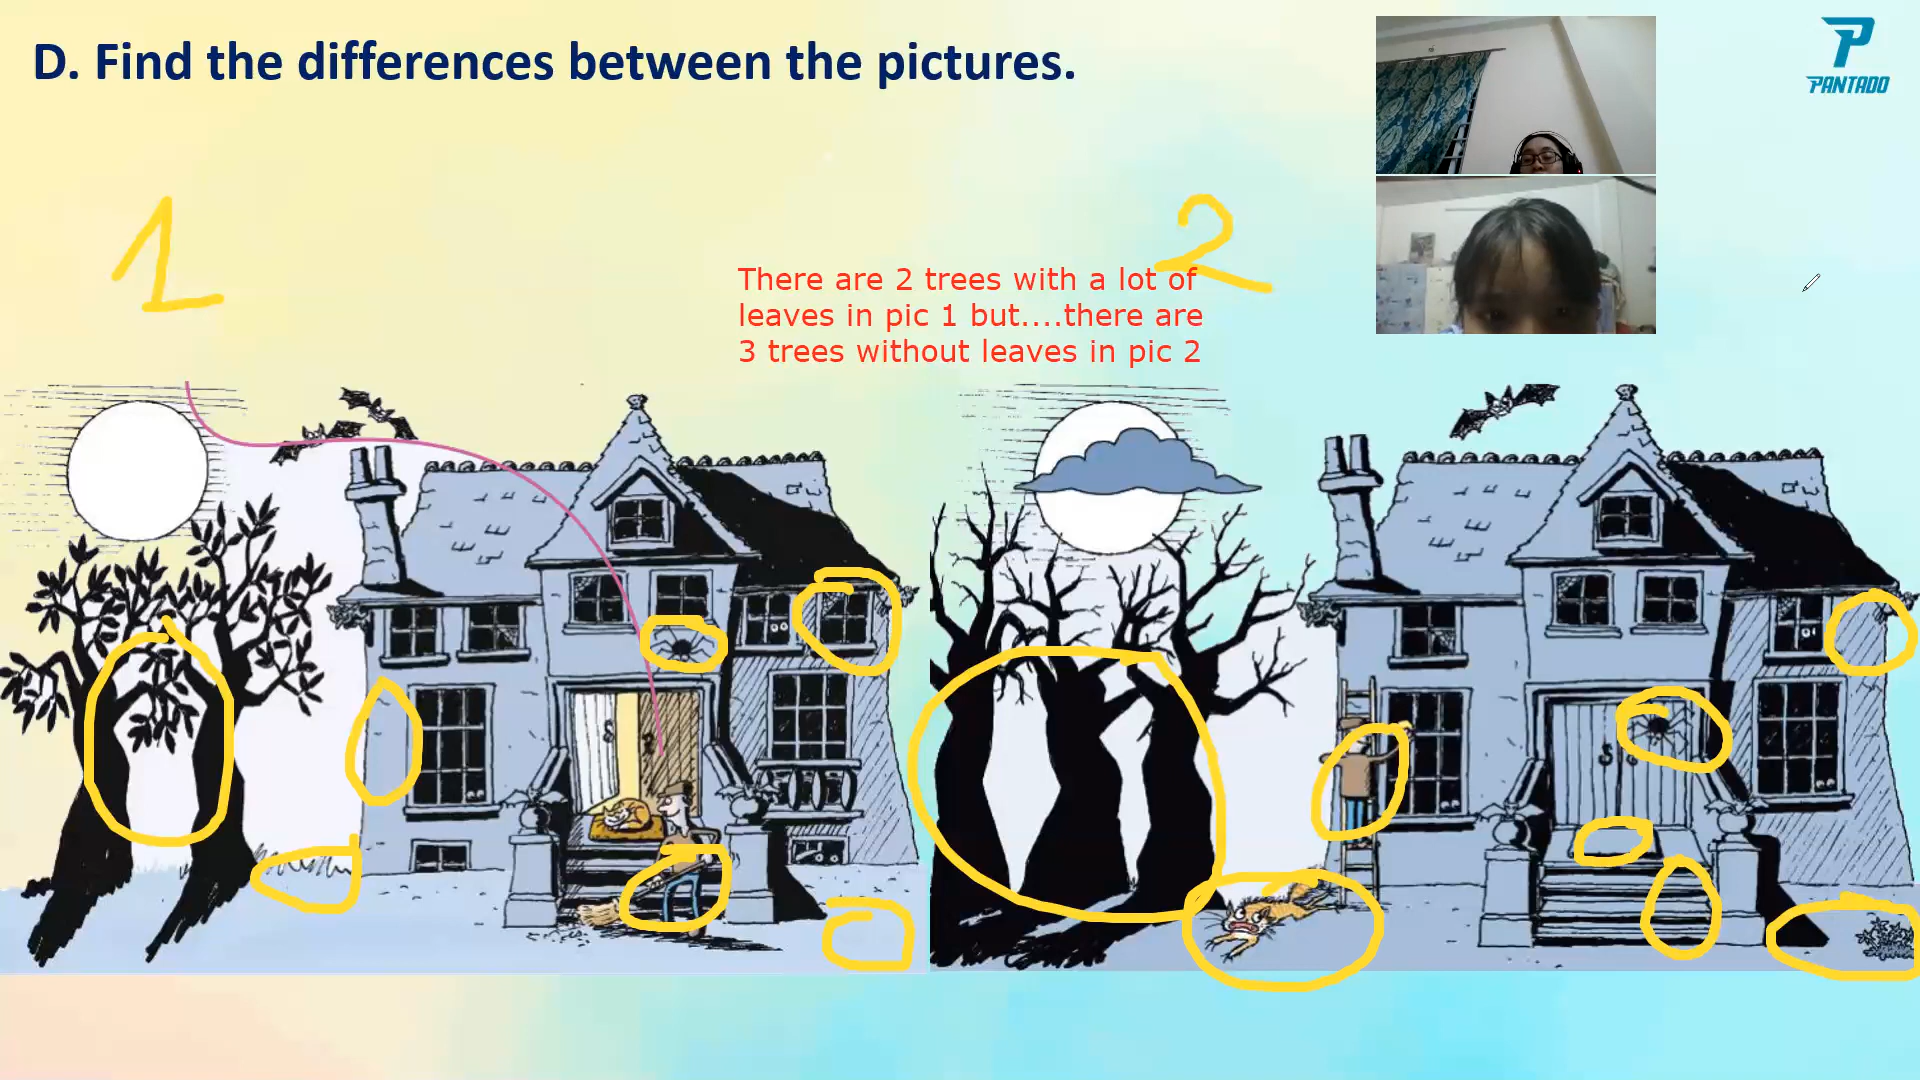 D. Find the differences between the pictures.
PANTADO
1
2
There are 2 trees with a lot of
leaves in pic 1 but....there are
3 trees without leaves in pic 2